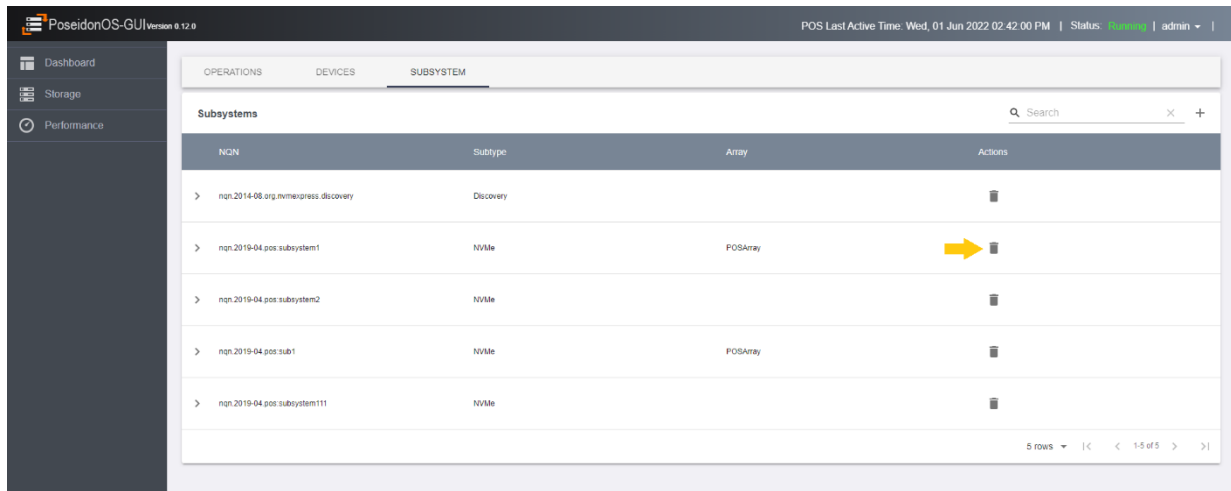 PoseidonOS-GUI Version 0.12.0
POS Last Active Time: Wed, 01 Jun 2022 02:42:00 PM | Status: Running | admin |
Dashboard
Storage
Performance
OPERATIONS DEVICES SUBSYSTEM
Subsystems
Search
NQN Subtype Array Actions
nqn.2014-08.org.nvmexpress.discovery Discovery
nqn.2019-04.pos:subsystem1 NVMe POSArray
nqn.2019-04.pos:subsystem2 NVMe
nqn.2019-04.pos:sub1 NVMe POSArray
nqn.2019-04.pos:subsystem111 NVMe
5 rows 1-5 of 5